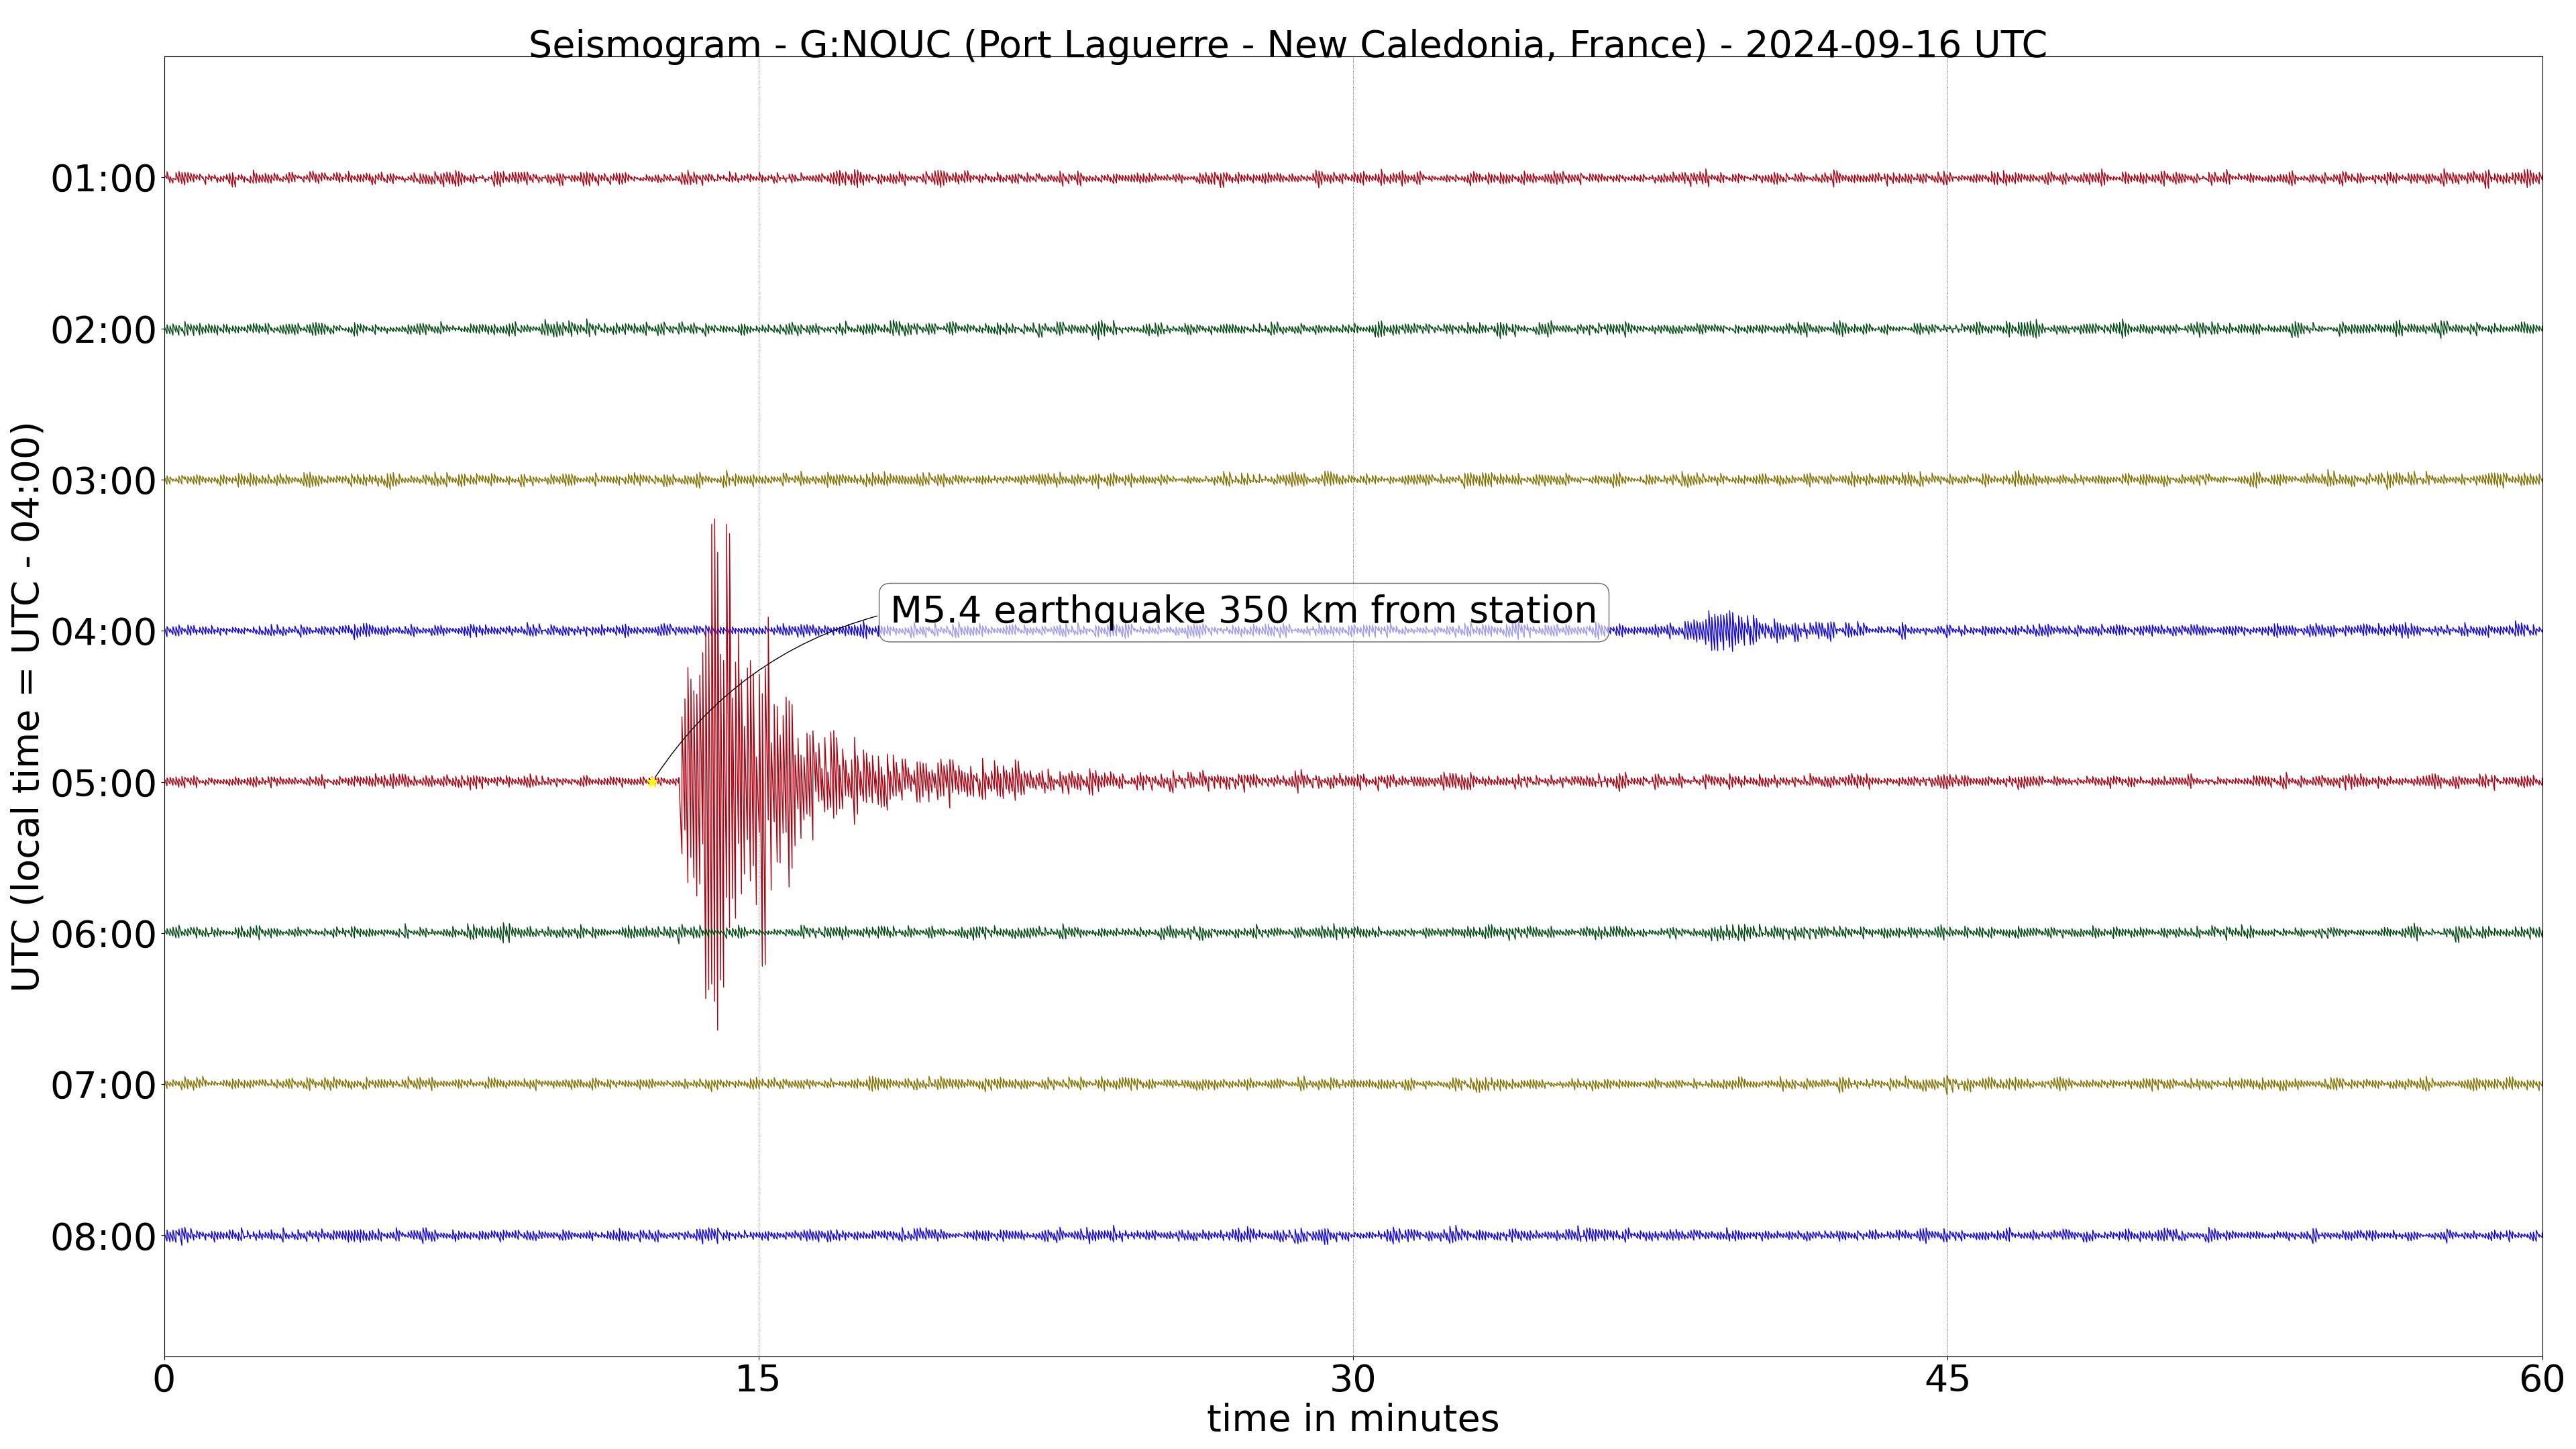 Seismogram - G:NOUC (Port Laguerre - New Caledonia, France) - 2024-09-16 UTC
UTC (local time = UTC - 04:00)
01:00
02:00
03:00
04:00
M5.4 earthquake 350 km from station
05:00
06:00
07:00
08:00
0 15 30 45 60
time in minutes